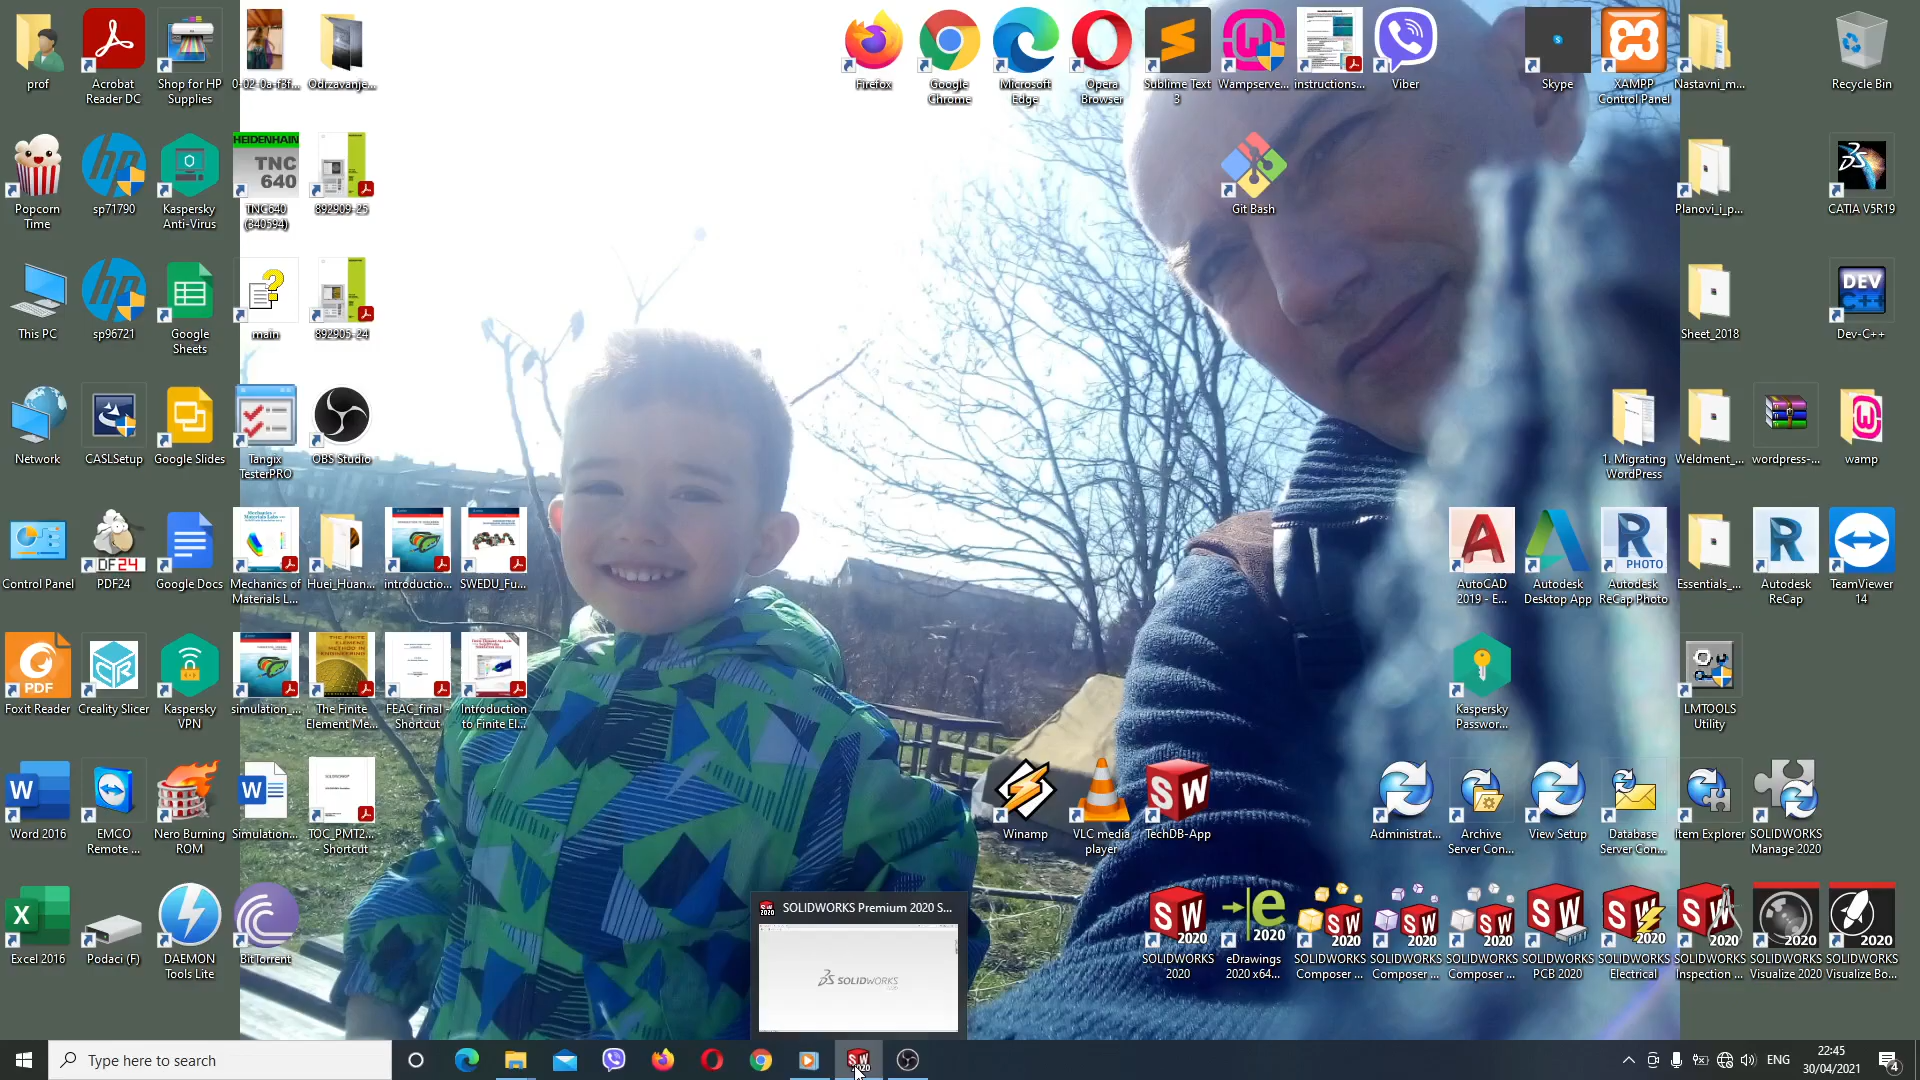 prof
Acrobat
Reader DC
Shop for HP
Supplies
0-02-0a-f3f...
Odrzavanje...
Firefox
Google
Chrome
Microsoft
Edge
Opera
Browser
Sublime Text
3
Wampserve...
instructions...
Viber
Skype
XAMPP
Control Panel
Nastavni_m...
Recycle Bin
Popcorn
Time
sp71790
Kaspersky
Anti-Virus
HEIDENHAIN
TNC
640
TNC640
(340594)
892909-25
Git Bash
Planovi_i_p...
CATIA V5R19
This PC
sp96721
Google
Sheets
main
892905-24
Sheet_2018
DEV
C++
Dev-C++
Network
CASLSetup
Google Slides
Tangix
TesterPRO
OBS Studio
1. Migrating
WordPress
Weldment_...
wordpress-...
wamp
Control Panel
PDF24
Google Docs
Mechanics of
Materials L...
Huei_Huan...
introductio...
SWEDU_Fu...
AutoCAD
2019 - E...
Autodesk
Desktop App
PHOTO
Autodesk
ReCap Photo
Essentials_...
Autodesk
ReCap
TeamViewer
14
PDF
Foxit Reader
Creality Slicer
Kaspersky
VPN
simulation_...
The Finite
Element Me...
FEAC_final -
Shortcut
Introduction
to Finite El...
Kaspersky
Passwor...
LMTOOLS
Utility
Word 2016
EMCO
Remote ...
Nero Burning
ROM
Simulation...
TOC_PMT2...
- Shortcut
Winamp
VLC media
player
TechDB-App
Administrat...
Archive
Server Con...
View Setup
Database
Server Con...
Item Explorer
SOLIDWORKS
Manage 2020
Excel 2016
Podaci (F)
DAEMON
Tools Lite
BitTorrent
SOLIDWORKS Premium 2020 S...
SOLIDWORKS
SOLIDWORKS
2020
eDrawings
2020 x64...
SOLIDWORKS
Composer ...
SOLIDWORKS
Composer ...
SOLIDWORKS
Composer ...
SOLIDWORKS
PCB 2020
SOLIDWORKS
Electrical
SOLIDWORKS
Inspection ...
SOLIDWORKS
Visualize 2020
SOLIDWORKS
Visualize Bo...
Type here to search
ENG
22:45
30/04/2021
4